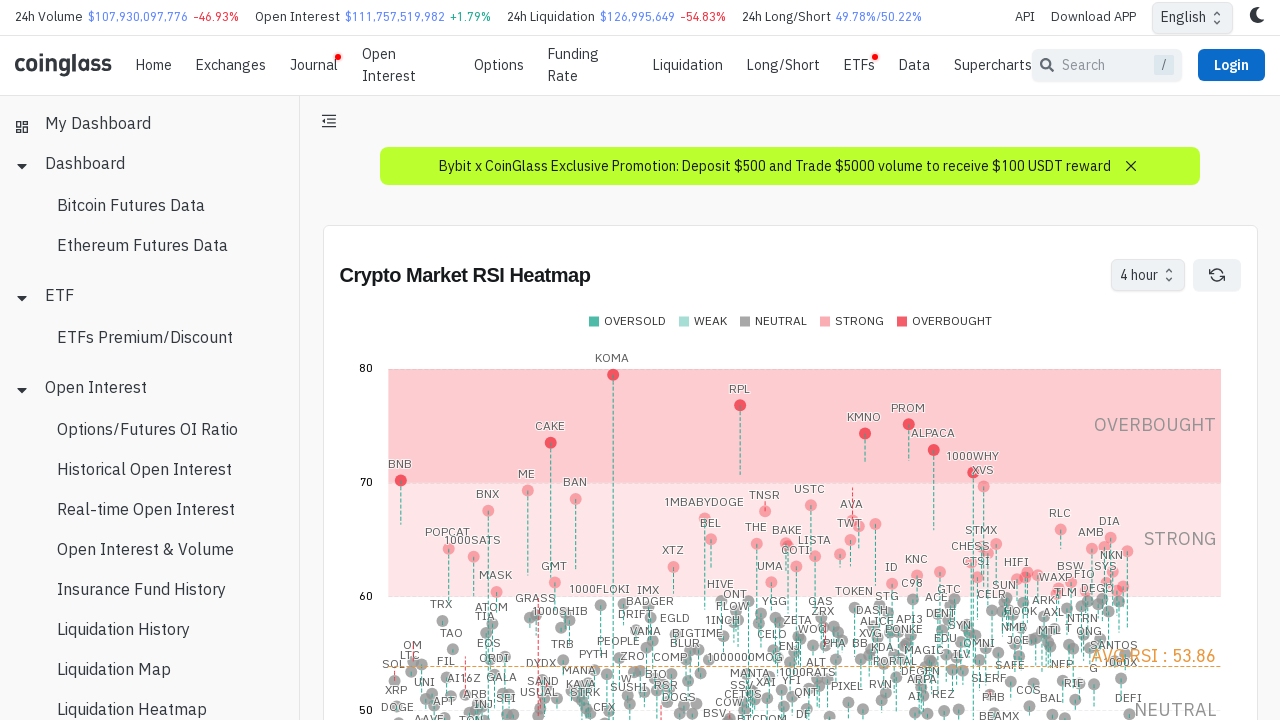 24h Volume $107,930,097,776 -46.93% Open Interest $111,757,519,982 +1.79% 24h Liquidation $126,995,649 -54.83% 24h Long/Short 49.78%/50.22% API Download APP English
coinglass Home Exchanges Journal Open Interest Options Funding Rate Liquidation Long/Short ETFs Data Supercharts Search / Login
My Dashboard
Dashboard
Bitcoin Futures Data
Ethereum Futures Data
ETF
ETFs Premium/Discount
Open Interest
Options/Futures OI Ratio
Historical Open Interest
Real-time Open Interest
Open Interest & Volume
Insurance Fund History
Liquidation History
Liquidation Map
Liquidation Heatmap
Bybit x CoinGlass Exclusive Promotion: Deposit $500 and Trade $5000 volume to receive $100 USDT reward
Crypto Market RSI Heatmap
4 hour
OVERSOLD WEAK NEUTRAL STRONG OVERBOUGHT
KOMA
80
RPL
PROM
KMNO
CAKE
ALPACA
OVERBOUGHT
1000WHY
BNB
XVS
ME
70
BAN
USTC
BNX
TNSR
1MBABYDOGE
AVA
RLC
BEL
TWT
DIA
THE
BAKE
POPCAT
STMX
AMB
1000SATS
LISTA
STRONG
XTZ
COTI
CHESS
NKN
KNC
CTSI
HIFI
GMT
UMA
ID
BSW
SYS
MASK
WAXP
FIO
HIVE
C98
SUN
1000FLOKI
IMX
TOKEN
GTC
60
GRASS
ONT
STG
ACE
CELR
TLM
DEGO
TRX
ATOM
BADGER
YGG
GAS
ARK
TIA
1000SHIB
DRIFT
FLOW
ZRX
DASH
DENT
HOOK
AXL
EGLD
1INCH
ZETA
ALICE
API3
NTRN
TAO
VANA
BIGTIME
CELO
WOO
XVG
PONKE
SYN
NMR
MTL
EOS
TRB
PEOPLE
BLUR
ENJ
BB
KDA
EDU
OMNI
JOE
OM
PYTH
ZRO
COMP
1000000MOG
MAGIC
ILV
SANTOS
LTC
FIL
ORDI
DYDX
ALT
PORTAL
SAFE
NFP
1000X
AVG RSI : 53.86
SOL
AI16Z
GALA
MANA
BIO
MANTA
1000RATS
DEGEN
SLERF
UNI
SAND
KAVA
YFI
XAI
ARPA
RIF
XRP
APT
ARB
SEI
USUAL
STRK
SUSHI
RSR
CETUS
QNT
PIXEL
RVN
REZ
COS
DOGE
INJ
CFX
DOGS
BSV
COW
PHB
BAL
DEFI
AAVE
TON
BTCDOM
BEAMX
NEUTRAL
50